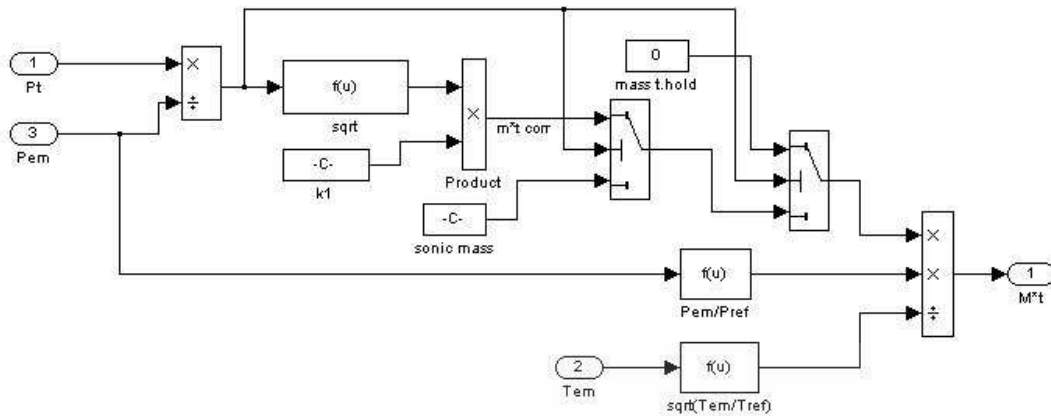 1
Pt
3
Pem
×
÷
f(u)
sqrt
-C-
k1
×
Product
m*t corr
-C-
sonic mass
0
mass t.hold
f(u)
Pem/Pref
2
Tem
f(u)
sqrt(Tem/Tref)
×
×
÷
1
M*t